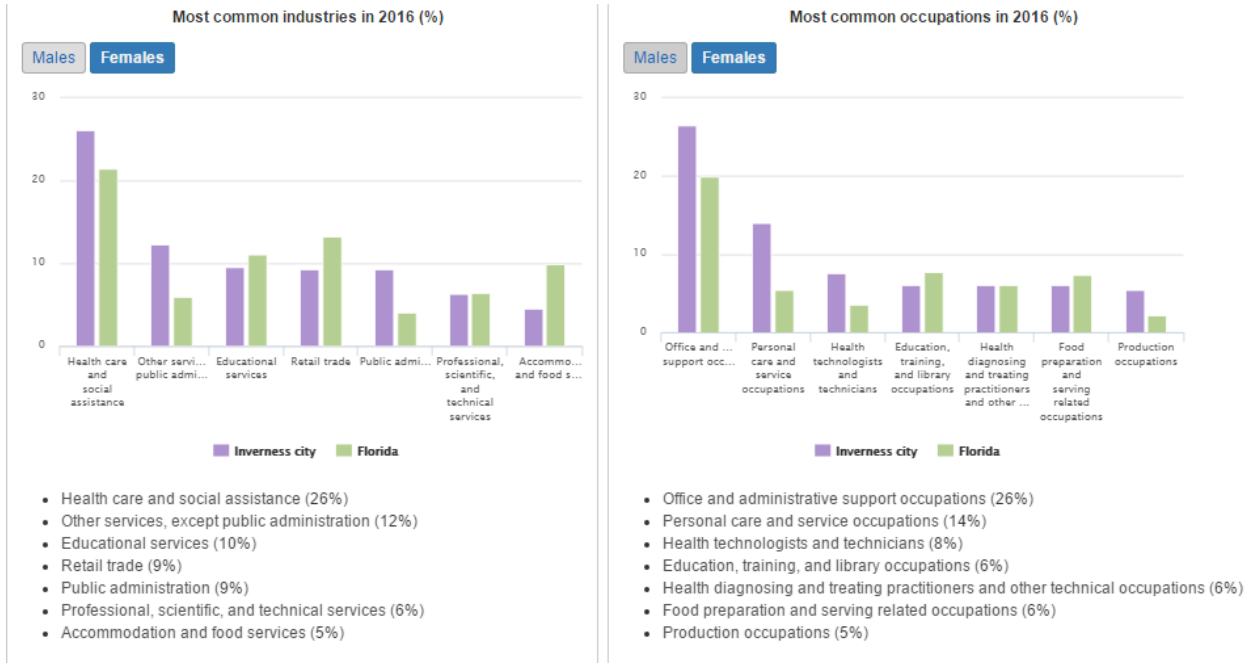 Most common industries in 2016 (%)
Males Females
30
20
10
0
Health care
and
social
assistance
Other servi...
public admi...
Educational
services
Retail trade
Public admi...
Professional,
scientific,
and
technical
services
Accommo...
and food s...
Inverness city Florida
Health care and social assistance (26%)
Other services, except public administration (12%)
Educational services (10%)
Retail trade (9%)
Public administration (9%)
Professional, scientific, and technical services (6%)
Accommodation and food services (5%)
Most common occupations in 2016 (%)
Males Females
30
20
10
0
Office and ...
support occ...
Personal
care and
service
occupations
Health
technologists
and
technicians
Education,
training,
and library
occupations
Health
diagnosing
and treating
practitioners
and other ...
Food
preparation
and
serving
related
occupations
Production
occupations
Inverness city Florida
Office and administrative support occupations (26%)
Personal care and service occupations (14%)
Health technologists and technicians (8%)
Education, training, and library occupations (6%)
Health diagnosing and treating practitioners and other technical occupations (6%)
Food preparation and serving related occupations (6%)
Production occupations (5%)